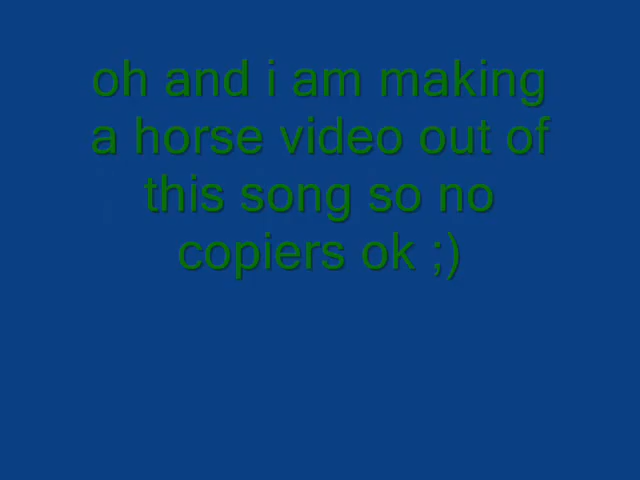 oh and i am making
a horse video out of
this song so no
copiers ok ;)